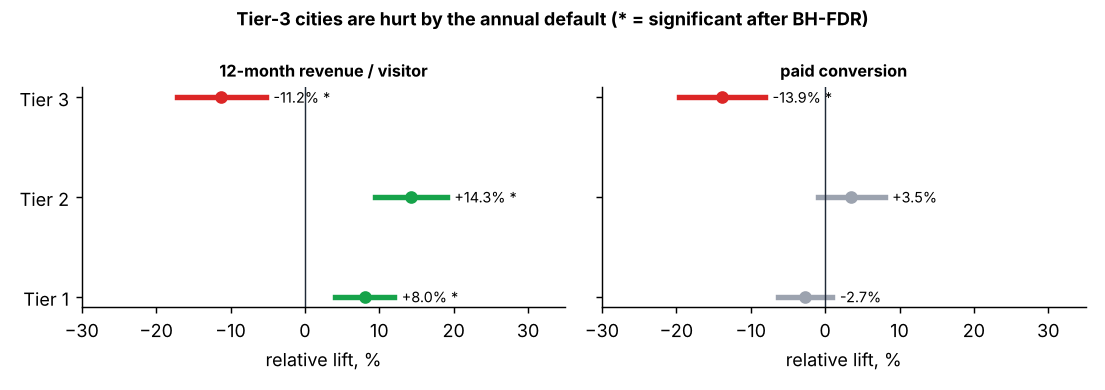 Tier-3 cities are hurt by the annual default (* = significant after BH-FDR)
12-month revenue / visitor
paid conversion
Tier 3
-11.2% *
-13.9% *
Tier 2
+14.3% *
+3.5%
Tier 1
+8.0% *
-2.7%
−30 −20 −10 0 10 20 30
−30 −20 −10 0 10 20 30
relative lift, %
relative lift, %